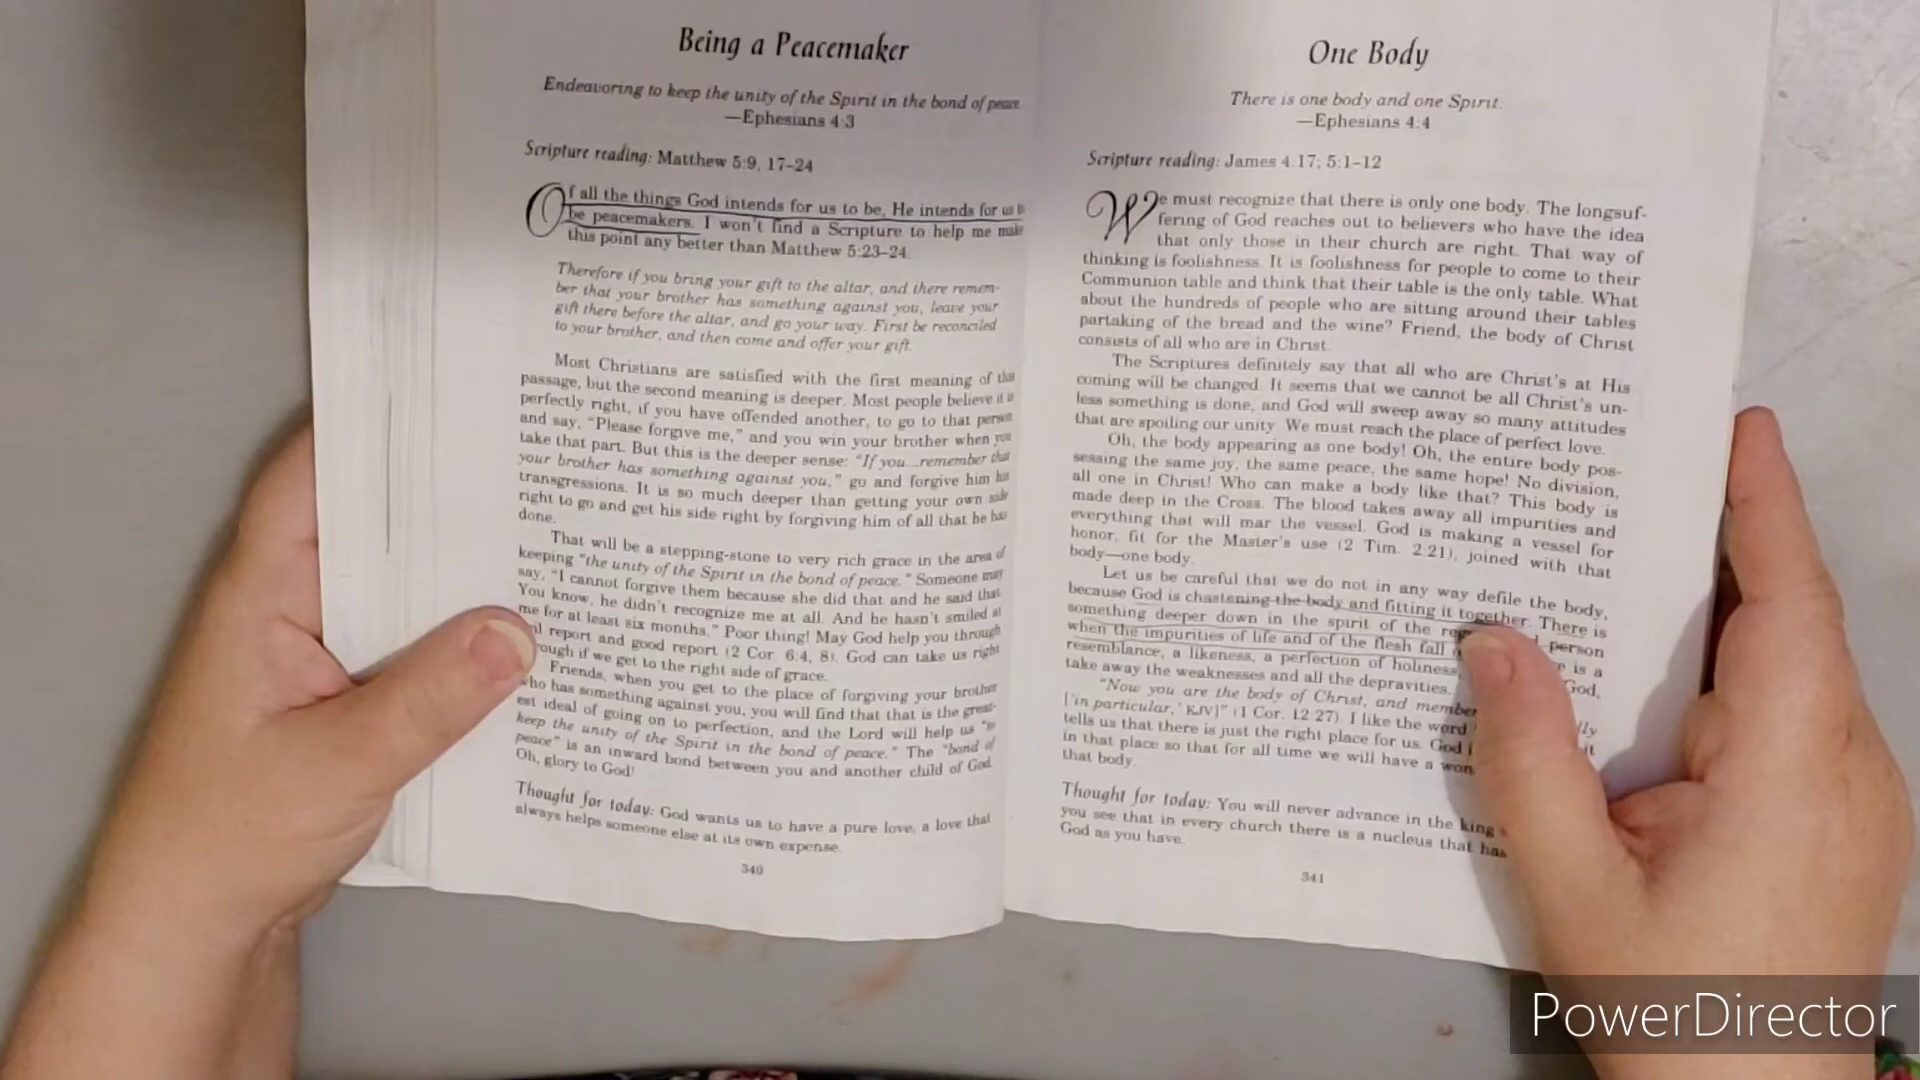 Being a Peacemaker
Endeavoring to keep the unity of the Spirit in the bond of peace.
—Ephesians 4:3
Scripture reading: Matthew 5:9, 17–24
Of all the things God intends for us to be, He intends for us to
be peacemakers. I won't find a Scripture to help me make
this point any better than Matthew 5:23–24.
Therefore if you bring your gift to the altar, and there remem-
ber that your brother has something against you, leave your
gift there before the altar, and go your way. First be reconciled
to your brother, and then come and offer your gift.
Most Christians are satisfied with the first meaning of this
passage, but the second meaning is deeper. Most people believe it is
perfectly right, if you have offended another, to go to that person
and say, "Please forgive me," and you win your brother when you
take that part. But this is the deeper sense: "If you...remember that
your brother has something against you," go and forgive him his
transgressions. It is so much deeper than getting your own side
right to go and get his side right by forgiving him of all that he has
done.
That will be a stepping-stone to very rich grace in the area of
keeping "the unity of the Spirit in the bond of peace." Someone may
say, "I cannot forgive them because she did that and he said that.
You know, he didn't recognize me at all. And he hasn't smiled at
me for at least six months." Poor thing! May God help you through
report and good report (2 Cor. 6:4, 8). God can take us right
if we get to the right side of grace.
Friends, when you get to the place of forgiving your brother
who has something against you, you will find that that is the great-
est ideal of going on to perfection, and the Lord will help us "to
keep the unity of the Spirit in the bond of peace." The "bond of
peace" is an inward bond between you and another child of God.
Oh, glory to God!
Thought for today: God wants us to have a pure love, a love that
always helps someone else at its own expense.
340
One Body
There is one body and one Spirit.
—Ephesians 4:4
Scripture reading: James 4:17; 5:1–12
We must recognize that there is only one body. The longsuf-
fering of God reaches out to believers who have the idea
that only those in their church are right. That way of
thinking is foolishness. It is foolishness for people to come to their
Communion table and think that their table is the only table. What
about the hundreds of people who are sitting around their tables
partaking of the bread and the wine? Friend, the body of Christ
consists of all who are in Christ.
The Scriptures definitely say that all who are Christ's at His
coming will be changed. It seems that we cannot be all Christ's un-
less something is done, and God will sweep away so many attitudes
that are spoiling our unity. We must reach the place of perfect love.
Oh, the body appearing as one body! Oh, the entire body pos-
sessing the same joy, the same peace, the same hope! No division,
all one in Christ! Who can make a body like that? This body is
made deep in the Cross. The blood takes away all impurities and
everything that will mar the vessel. God is making a vessel for
honor, fit for the Master's use (2 Tim. 2:21), joined with that
body—one body.
Let us be careful that we do not in any way defile the body,
because God is chastening the body and fitting it together. There is
something deeper down in the spirit of the person
when the impurities of life and of the flesh fall is a
resemblance, a likeness, a perfection of holiness God,
take away the weaknesses and all the depravities.
"Now you are the body of Christ, and
['in particular,' KJV]" (1 Cor. 12:27). I like the word
tells us that there is just the right place for us. God it
in that place so that for all time we will have a
that body.
Thought for today: You will never advance in the
you see that in every church there is a nucleus that has
God as you have.
341
PowerDirector